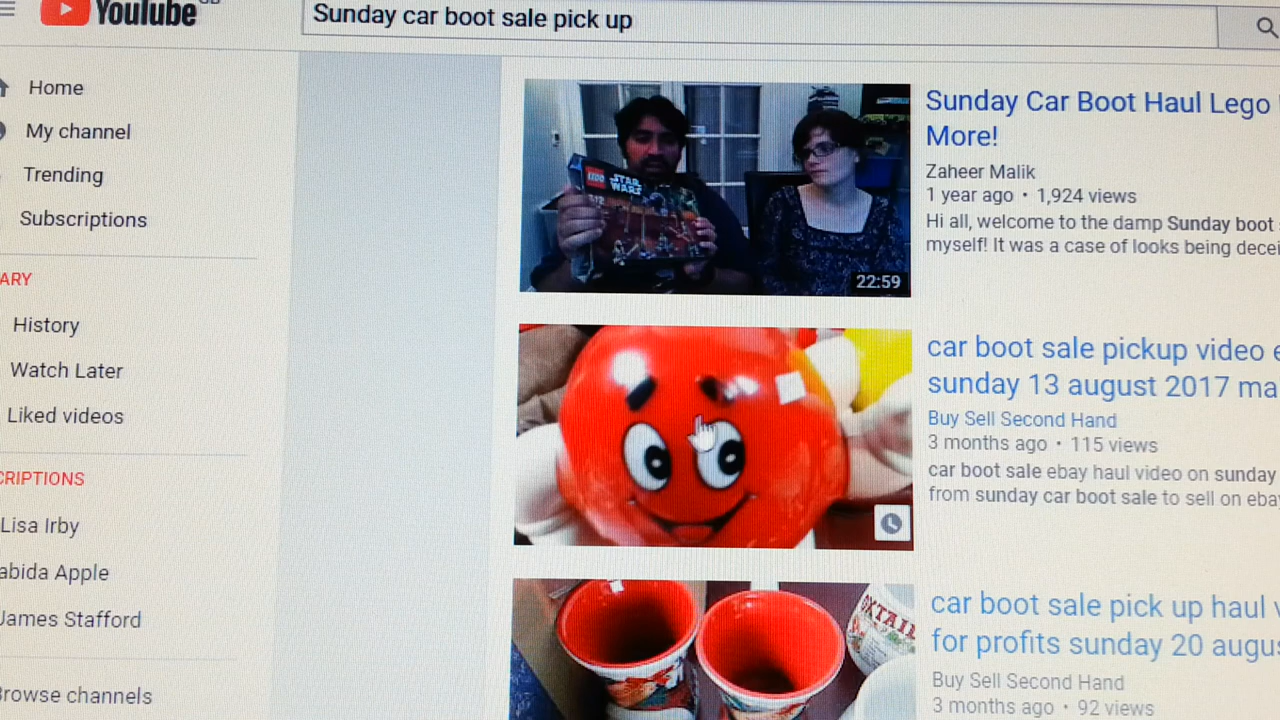 YouTube
Sunday car boot sale pick up
Home
My channel
Trending
Subscriptions
ARY
History
Watch Later
Liked videos
CRIPTIONS
Lisa Irby
abida Apple
James Stafford
Browse channels
LEGO STAR WARS
22:59
Sunday Car Boot Haul Lego
More!
Zaheer Malik
1 year ago • 1,924 views
Hi all, welcome to the damp Sunday boot
myself! It was a case of looks being decei
car boot sale pickup video e
sunday 13 august 2017 ma
Buy Sell Second Hand
3 months ago • 115 views
car boot sale ebay haul video on sunday
from sunday car boot sale to sell on eba
OXTAIL
car boot sale pick up haul v
for profits sunday 20 augu
Buy Sell Second Hand
3 months ago • 92 views